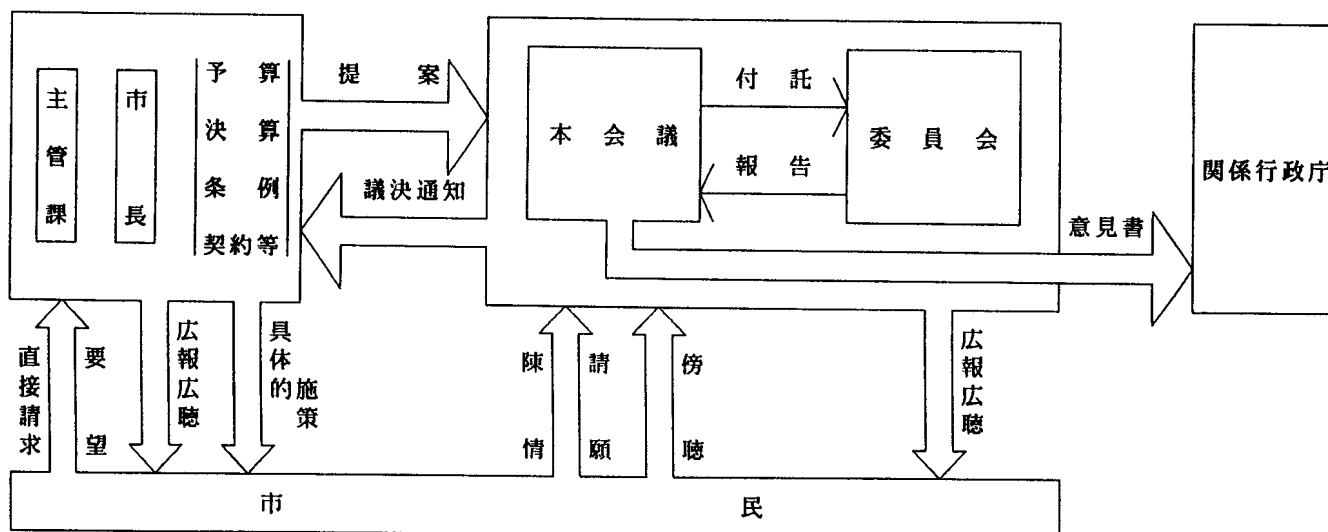 主管課
市長
予算
決算
条例
契約等
提案
議決通知
本会議
付託
報告
委員会
意見書
関係行政庁
直接請求
要望
広報広聴
具体的施策
陳情
請願
傍聴
広報広聴
市民